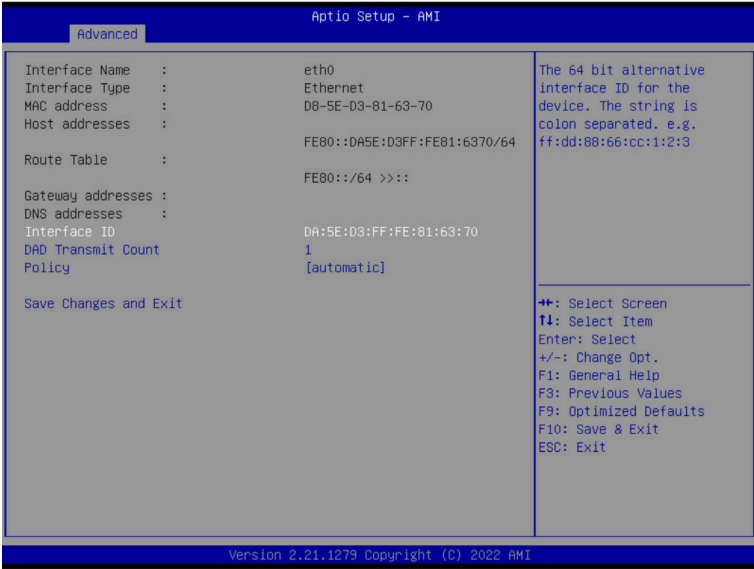 Aptio Setup – AMI
Advanced
Interface Name :
eth0
Interface Type :
Ethernet
MAC address :
D8-5E-D3-81-63-70
Host addresses :
FE80::DA5E:D3FF:FE81:6370/64
Route Table :
FE80::/64 >>::
Gateway addresses :
DNS addresses :
Interface ID
DA:5E:D3:FF:FE:81:63:70
DAD Transmit Count
1
Policy
[automatic]
Save Changes and Exit
The 64 bit alternative
interface ID for the
device. The string is
colon separated. e.g.
ff:dd:88:66:cc:1:2:3
→←: Select Screen
↑↓: Select Item
Enter: Select
+/-: Change Opt.
F1: General Help
F3: Previous Values
F9: Optimized Defaults
F10: Save & Exit
ESC: Exit
Version 2.21.1279 Copyright (C) 2022 AMI